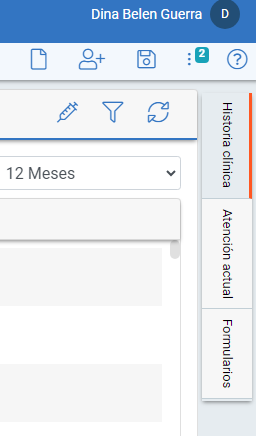 Dina Belen Guerra
D
2
?
12 Meses
Historia clínica
Atención actual
Formularios